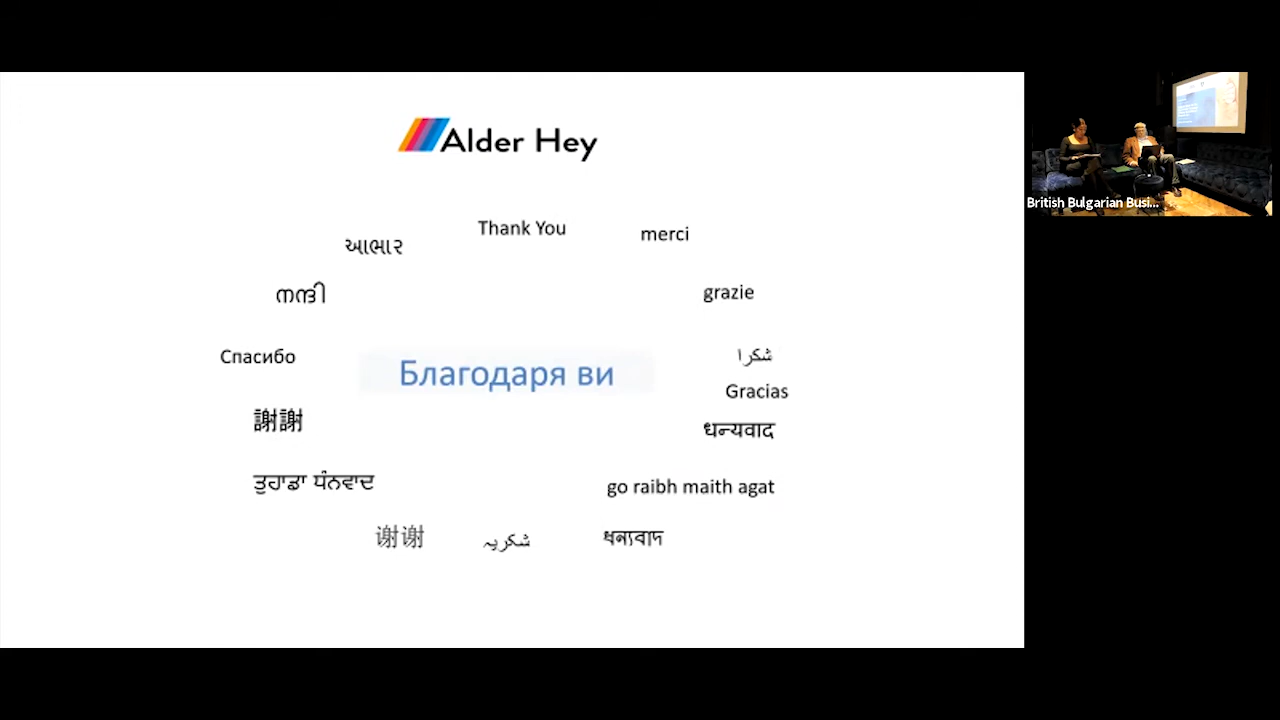 Alder Hey
Thank You
merci
આભાર
നന്ദി
grazie
Спасибо
شكرا
Благодаря ви
Gracias
謝謝
धन्यवाद
ਤੁਹਾਡਾ ਧੰਨਵਾਦ
go raibh maith agat
谢谢
شکریہ
ধন্যবাদ
British Bulgarian Busi...